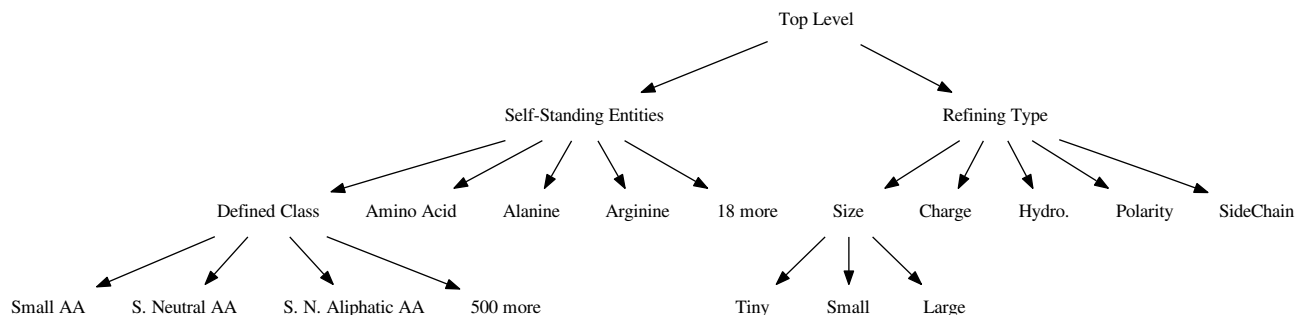 Top Level
Self-Standing Entities Refining Type
Defined Class Amino Acid Alanine Arginine 18 more Size Charge Hydro. Polarity SideChain
Small AA S. Neutral AA S. N. Aliphatic AA 500 more Tiny Small Large